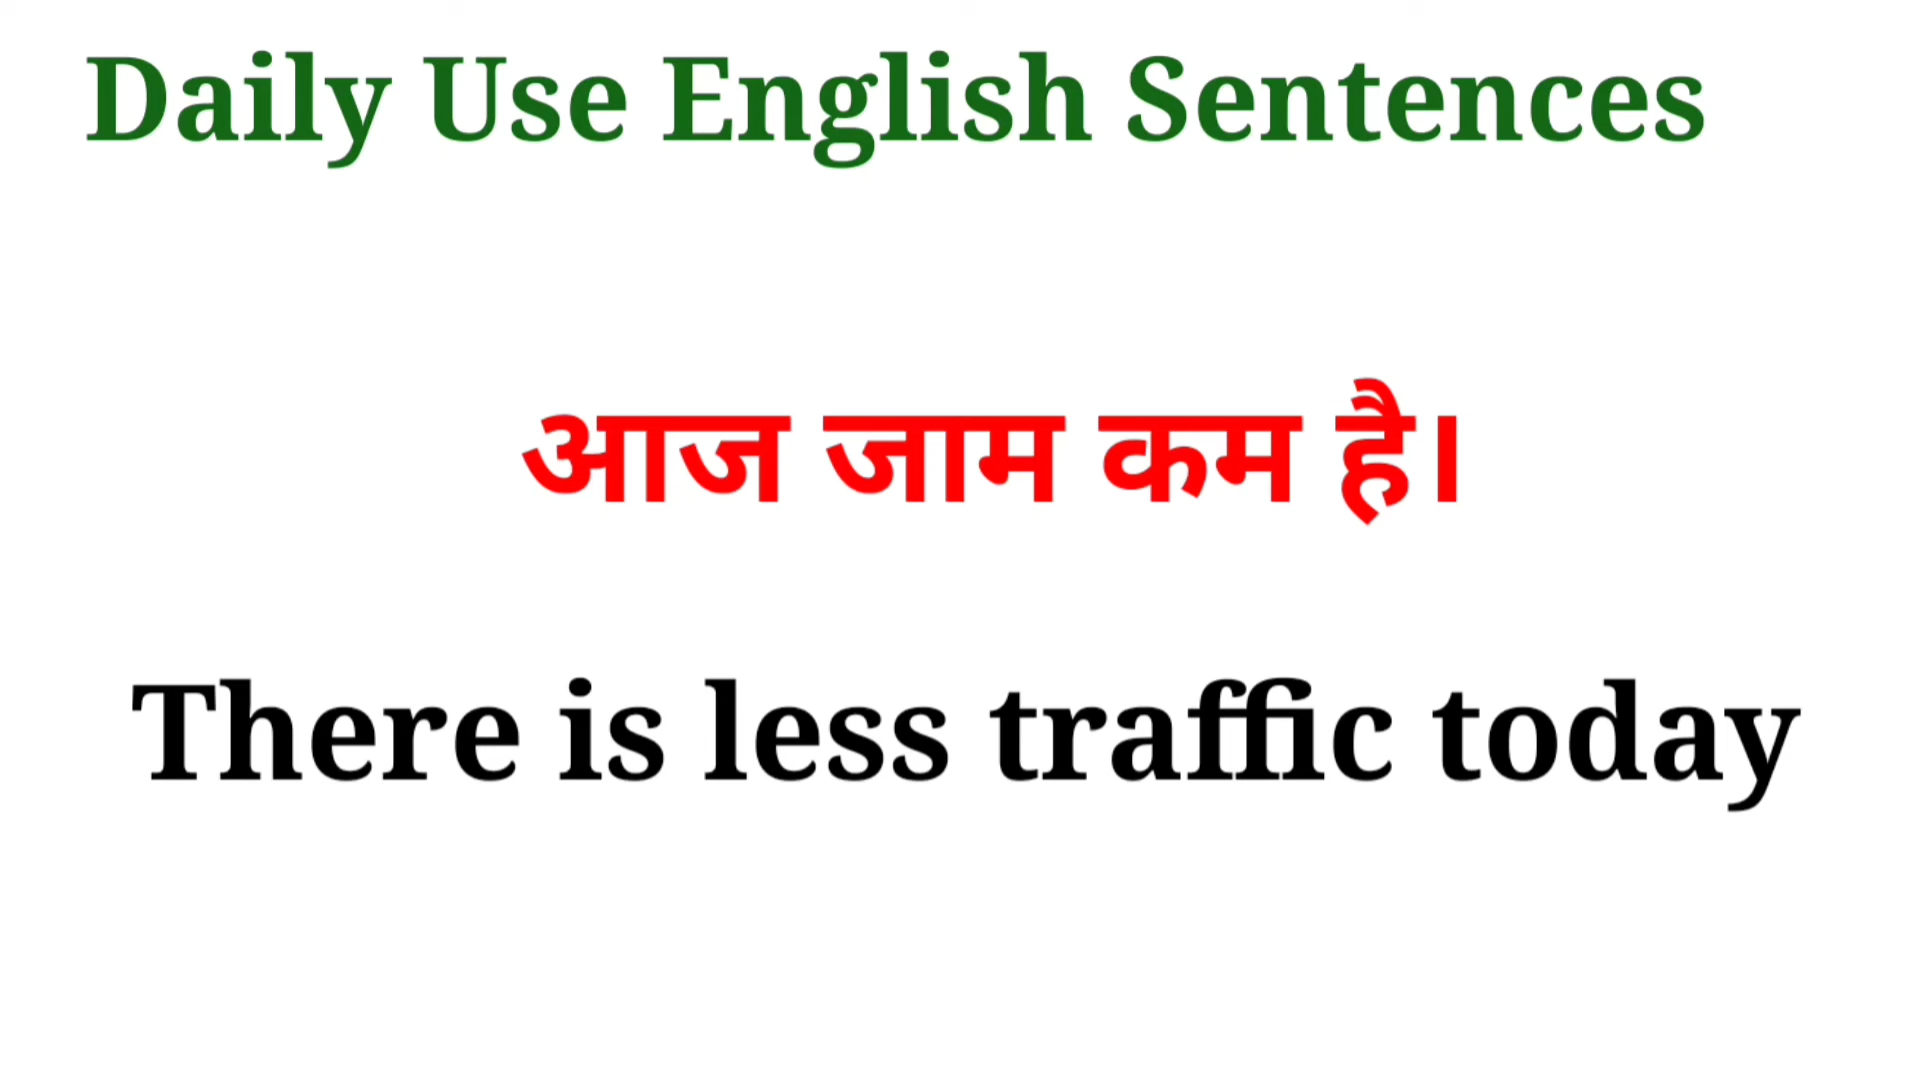 Daily Use English Sentences
आज जाम कम है।
There is less traffic today